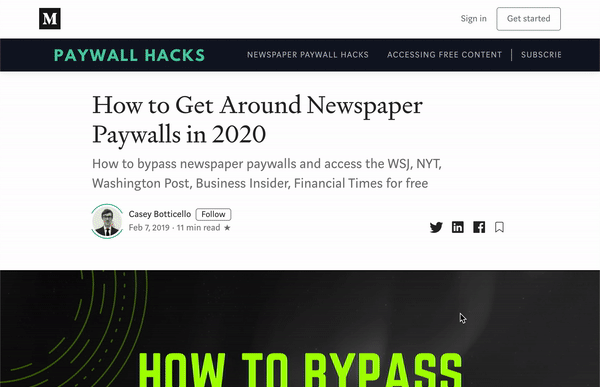 M
Sign in
Get started
PAYWALL HACKS
NEWSPAPER PAYWALL HACKS
ACCESSING FREE CONTENT
SUBSCRIE
How to Get Around Newspaper
Paywalls in 2020
How to bypass newspaper paywalls and access the WSJ, NYT,
Washington Post, Business Insider, Financial Times for free
Casey Botticello
Follow
Feb 7, 2019 · 11 min read ★
HOW TO BYPASS